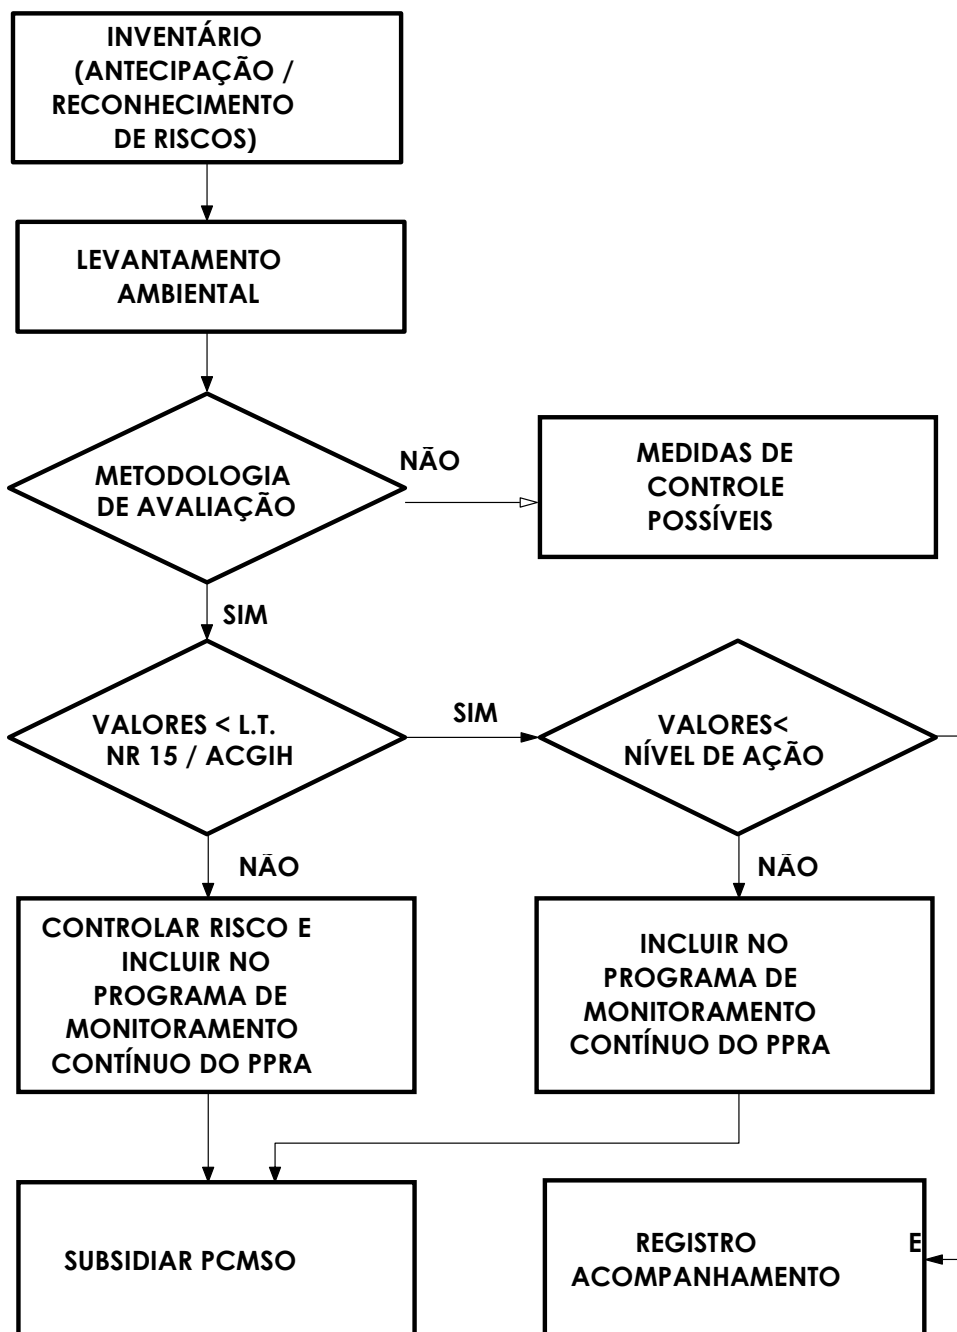 INVENTÁRIO
(ANTECIPAÇÃO /
RECONHECIMENTO
DE RISCOS)
LEVANTAMENTO
AMBIENTAL
METODOLOGIA
DE AVALIAÇÃO
NÃO
MEDIDAS DE
CONTROLE
POSSÍVEIS
SIM
VALORES < L.T.
NR 15 / ACGIH
SIM
VALORES<
NÍVEL DE AÇÃO
NÃO
NÃO
CONTROLAR RISCO E
INCLUIR NO
PROGRAMA DE
MONITORAMENTO
CONTÍNUO DO PPRA
INCLUIR NO
PROGRAMA DE
MONITORAMENTO
CONTÍNUO DO PPRA
SUBSIDIAR PCMSO
REGISTRO E
ACOMPANHAMENTO